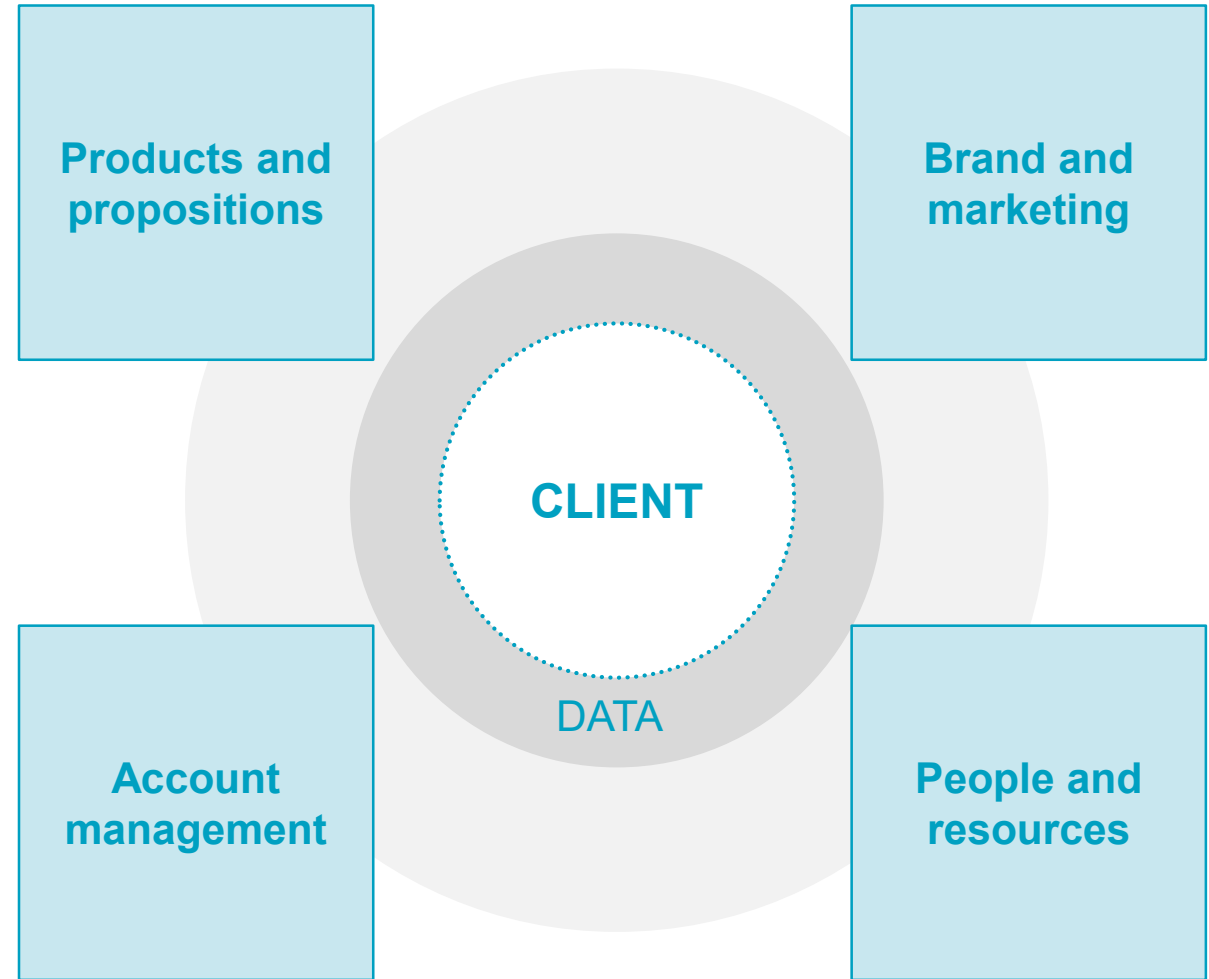 Products and
propositions
Brand and
marketing
CLIENT
DATA
Account
management
People and
resources